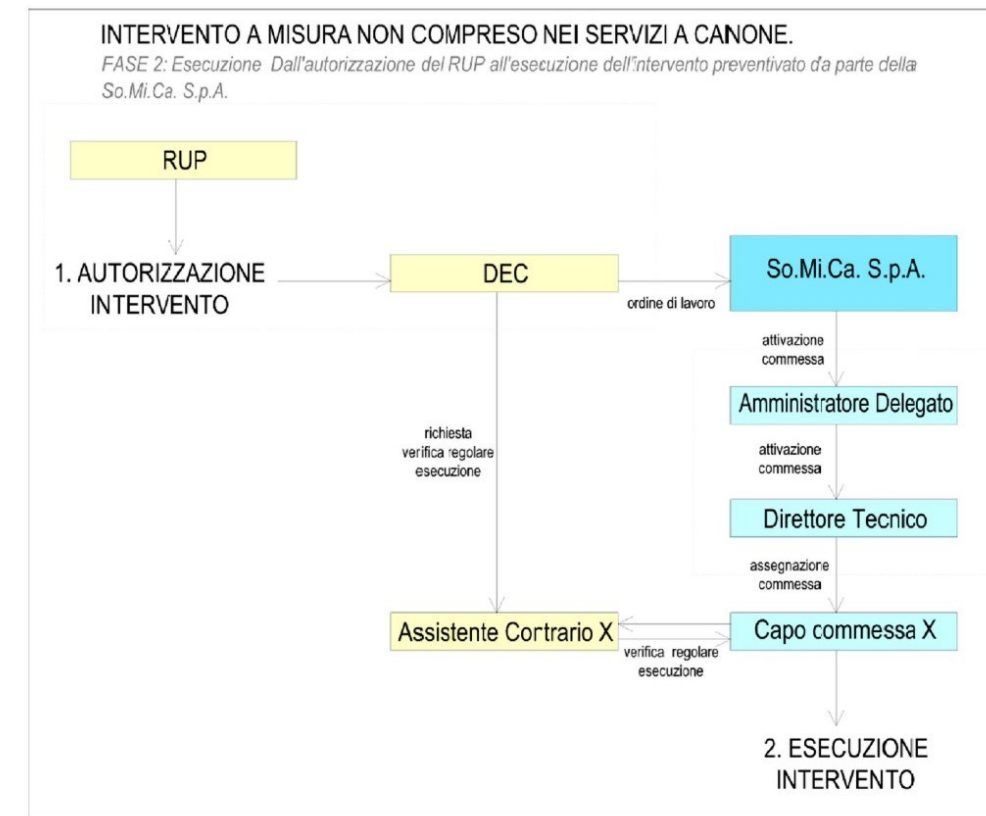 INTERVENTO A MISURA NON COMPRESO NEI SERVIZI A CANONE.
FASE 2: Esecuzione Dall'autorizzazione del RUP all'esecuzione dell'intervento preventivato da parte della
So.Mi.Ca. S.p.A.
RUP
1. AUTORIZZAZIONE
INTERVENTO
DEC
ordine di lavoro
So.Mi.Ca. S.p.A.
attivazione
commessa
Amministratore Delegato
attivazione
commessa
Direttore Tecnico
assegnazione
commessa
richiesta
verifica regolare
esecuzione
Assistente Cortrario X
verifica regolare
esecuzione
Capo commessa X
2. ESECUZIONE
INTERVENTO